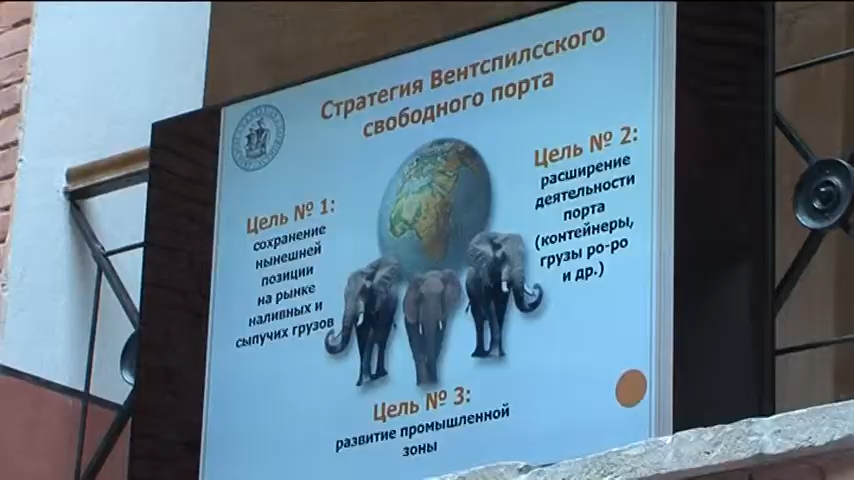 Стратегия Вентспилсского
свободного порта
Цель № 1:
сохранение
нынешней
позиции
на рынке
наливных и
сыпучих грузов
Цель № 2:
расширение
деятельности
порта
(контейнеры,
грузы ро-ро
и др.)
Цель № 3:
развитие промышленной
зоны